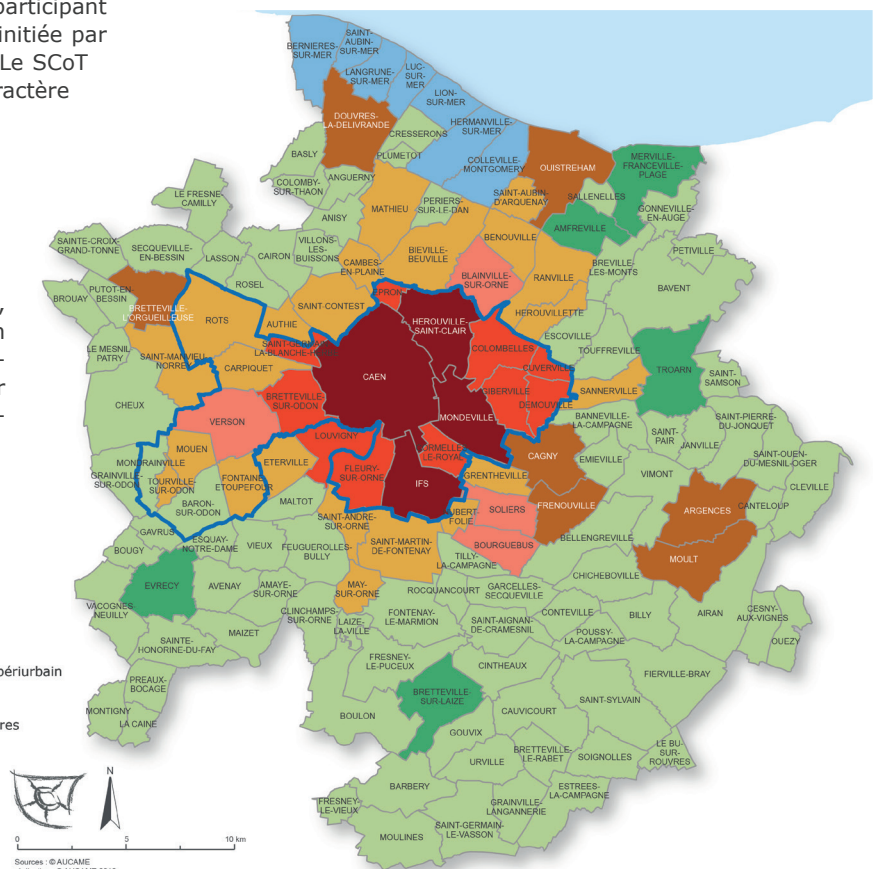 participant
initiée par
Le SCoT
ractère
,
n
-
r
-
BERNIERES-
SUR-MER
SAINT-
AUBIN-
SUR-MER
LANGRUNE-
SUR-MER
LUC-
SUR-
MER
LION-
SUR-MER
HERMANVILLE-
SUR-MER
DOUVRES-
LA-DELIVRANDE
CRESSERONS
PLUMETOT
COLLEVILLE-
MONTGOMERY
OUISTREHAM
MERVILLE-
FRANCEVILLE-
PLAGE
BASLY
ANGUERNY
COLOMBY-
SUR-THAON
SAINT-AUBIN-
D'ARQUENAY
SALLENELLES
GONNEVILLE-
EN-AUGE
LE FRESNE-
CAMILLY
ANISY
MATHIEU
PERIERS-
SUR-LE-DAN
AMFREVILLE
SAINTE-CROIX-
GRAND-TONNE
SECQUEVILLE-
EN-BESSIN
LASSON
CAIRON
VILLONS-
LES-
BUISSONS
CAMBES-
EN-PLAINE
BIEVILLE-
BEUVILLE
BENOUVILLE
BREVILLE-
LES-MONTS
PETIVILLE
BROUAY
PUTOT-EN-
BESSIN
BRETTEVILLE-
L'ORGUEILLEUSE
ROSEL
BLAINVILLE-
SUR-ORNE
RANVILLE
BAVENT
ROTS
AUTHIE
SAINT-CONTEST
EPRON
HEROUVILLE-
SAINT-CLAIR
HEROUVILLETTE
ESCOVILLE
LE MESNIL
PATRY
SAINT-MANVIEU-
NORREY
SAINT-GERMAIN-
LA-BLANCHE-HERBE
COLOMBELLES
TOUFFREVILLE
TROARN
SAINT-
SAMSON
CARPIQUET
CAEN
CUVERVILLE
CHEUX
BRETTEVILLE-
SUR-ODON
GIBERVILLE
DEMOUVILLE
SANNERVILLE
VERSON
MONDEVILLE
BANNEVILLE-
LA-CAMPAGNE
SAINT-PIERRE-
DU-JONQUET
LOUVIGNY
SAINT-
PAIR
JANVILLE
MOUEN
ETERVILLE
CORMELLES-
LE-ROYAL
CAGNY
EMIEVILLE
SAINT-OUEN-
DU-MESNIL-OGER
MONDRAINVILLE
GRAINVILLE-
SUR-ODON
TOURVILLE-
SUR-ODON
FONTAINE-
ETOUPEFOUR
FLEURY-
SUR-ORNE
IFS
GRENTHEVILLE
VIMONT
CLEVILLE
BARON-
SUR-ODON
MALTOT
SOLIERS
FRENOUVILLE
ARGENCES
CANTELOUP
SAINT-ANDRE-
SUR-ORNE
HUBERT-
FOLIE
GAVRUS
ESQUAY-
NOTRE-DAME
VIEUX
FEUGUEROLLES-
BULLY
SAINT-MARTIN-
DE-FONTENAY
BOURGUEBUS
BELLENGREVILLE
BOUGY
TILLY-
LA-CAMPAGNE
MOULT
EVRECY
AVENAY
AMAYE-
SUR-ORNE
MAY-
SUR-ORNE
ROCQUANCOURT
GARCELLES-
SECQUEVILLE
CHICHEBOVILLE
VACOGNES-
NEUILLY
CLINCHAMPS-
SUR-ORNE
LAIZE-
LA-VILLE
FONTENAY-
LE-MARMION
SAINT-AIGNAN-
DE-CRAMESNIL
CONTEVILLE
BILLY
AIRAN
CESNY-
AUX-VIGNES
MAIZET
POUSSY-
LA-CAMPAGNE
OUEZY
SAINTE-
HONORINE-DU-FAY
FRESNEY-
LE-PUCEUX
CINTHEAUX
FIERVILLE-BRAY
périurbain
PREAUX-
BOCAGE
BRETTEVILLE-
SUR-LAIZE
SAINT-SYLVAIN
MONTIGNY
LA CAINE
BOULON
CAUVICOURT
res
GOUVIX
BRETTEVILLE-
LE-RABET
SOIGNOLLES
LE BU-
SUR-
ROUVRES
URVILLE
N
BARBERY
ESTREES-
LA-CAMPAGNE
FRESNEY-
LE-VIEUX
GRAINVILLE-
LANGANNERIE
MOULINES
SAINT-GERMAIN-
LE-VASSON
0 5 10 km
Sources : © AUCAME